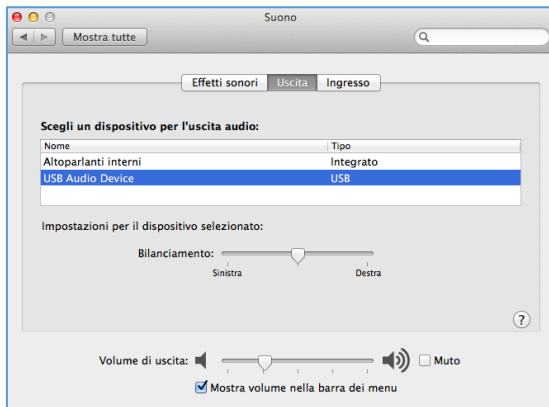 Suono
Mostra tutte
Effetti sonori Uscita Ingresso
Scegli un dispositivo per l'uscita audio:
Nome Tipo
Altoparlanti interni Integrato
USB Audio Device USB
Impostazioni per il dispositivo selezionato:
Bilanciamento:
Sinistra Destra
?
Volume di uscita: Muto
Mostra volume nella barra dei menu